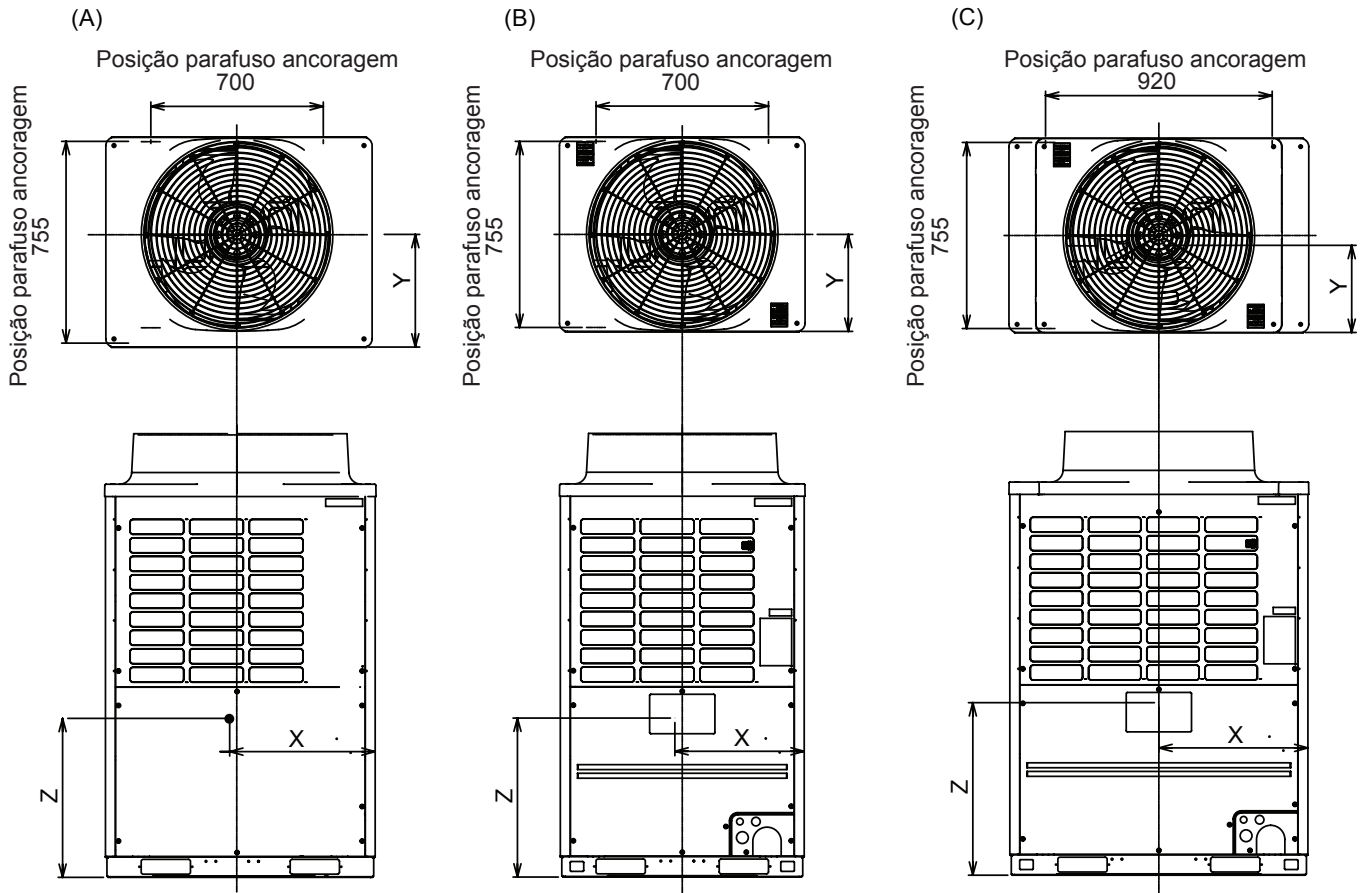 (A)
Posição parafuso ancoragem
700
Posição parafuso ancoragem
755
Y
X
Z
(B)
Posição parafuso ancoragem
700
Posição parafuso ancoragem
755
Y
X
Z
(C)
Posição parafuso ancoragem
920
Posição parafuso ancoragem
755
Y
X
Z